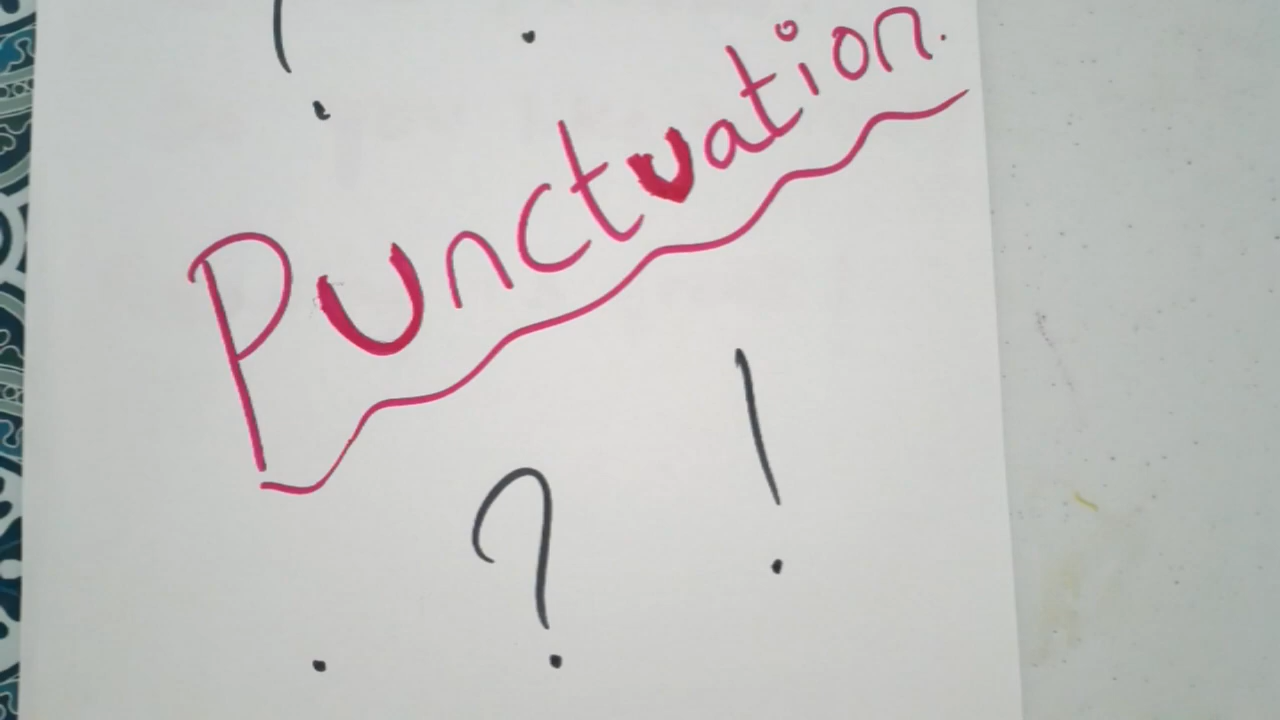 ! .
Punctuation.
!
?
.